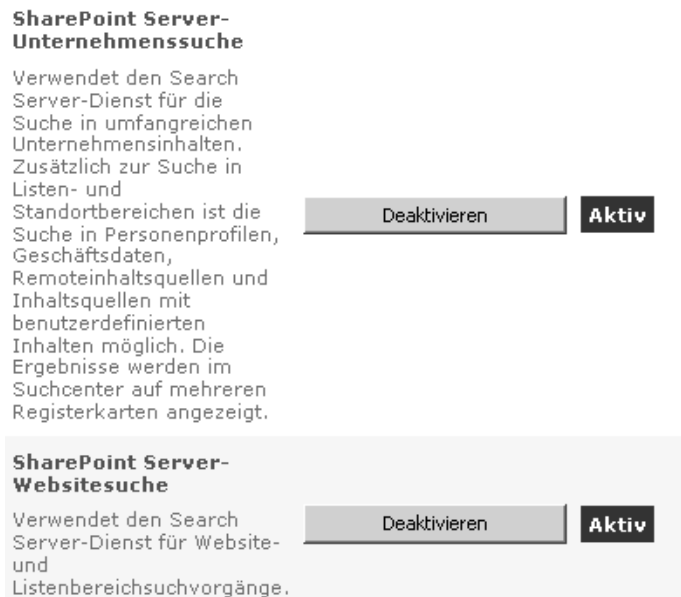 SharePoint Server-
Unternehmenssuche
Verwendet den Search
Server-Dienst für die
Suche in umfangreichen
Unternehmensinhalten.
Zusätzlich zur Suche in
Listen- und
Standortbereichen ist die
Suche in Personenprofilen,
Geschäftsdaten,
Remoteinhaltsquellen und
Inhaltsquellen mit
benutzerdefinierten
Inhalten möglich. Die
Ergebnisse werden im
Suchcenter auf mehreren
Registerkarten angezeigt.
Deaktivieren Aktiv
SharePoint Server-
Websitesuche
Verwendet den Search
Server-Dienst für Website-
und
Listenbereichsuchvorgänge.
Deaktivieren Aktiv